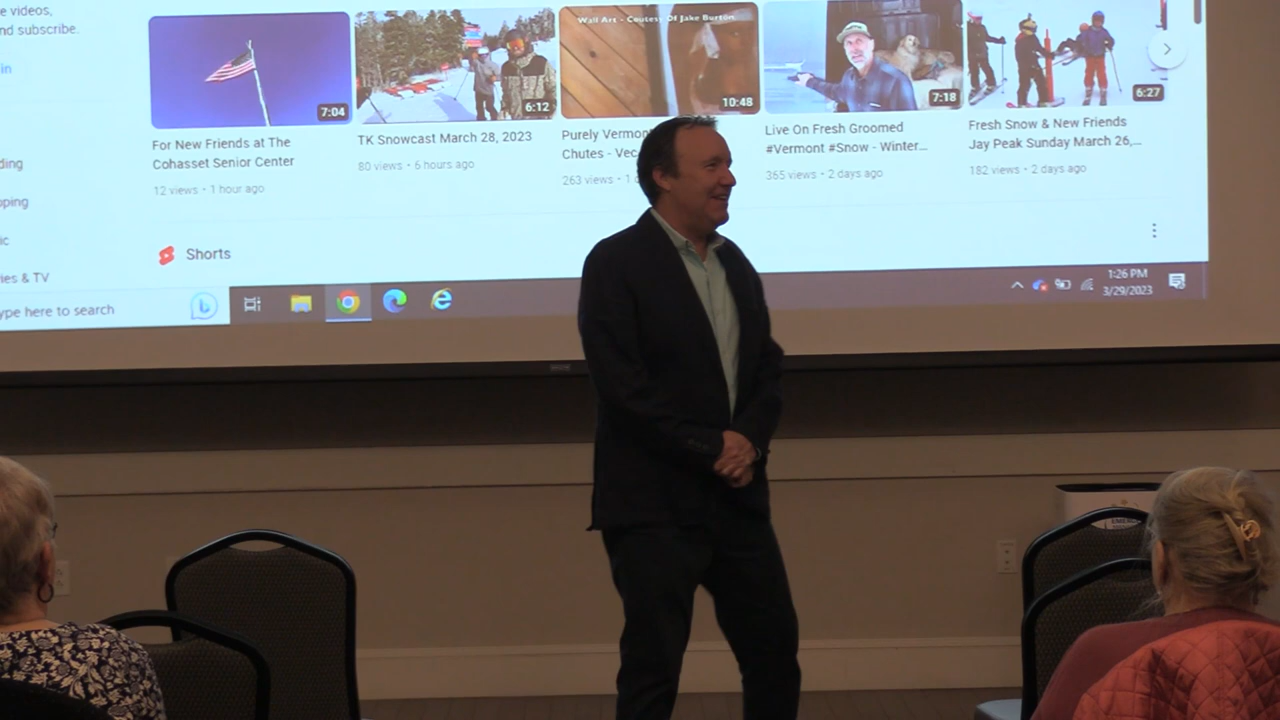 e videos,
nd subscribe.
in
ding
pping
ic
ies & TV
Wall Art - Coutesy Of Jake Burton
7:04
6:12
10:48
7:18
6:27
For New Friends at The
Cohasset Senior Center
12 views • 1 hour ago
TK Snowcast March 28, 2023
80 views • 6 hours ago
Purely Vermon
Chutes - Vec
263 views • 1
Live On Fresh Groomed
#Vermont #Snow - Winter...
365 views • 2 days ago
Fresh Snow & New Friends
Jay Peak Sunday March 26,...
182 views • 2 days ago
Shorts
ype here to search
1:26 PM
3/29/2023